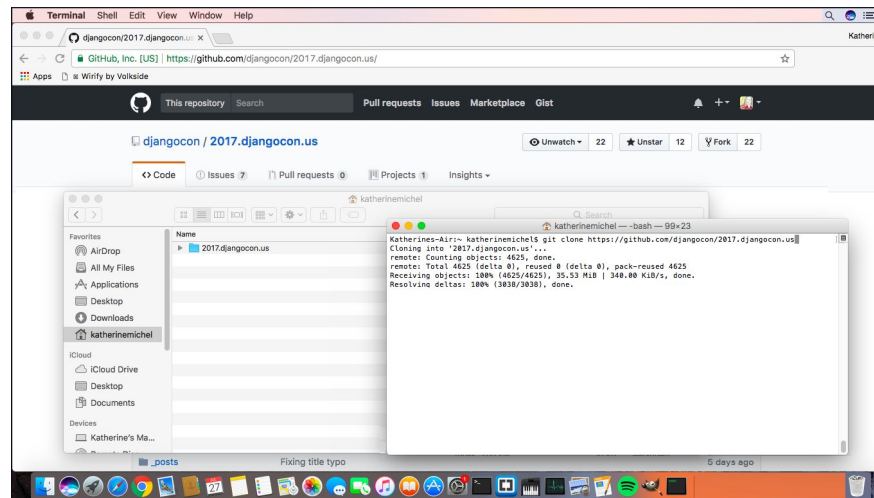 Terminal Shell Edit View Window Help
djangocon/2017.djangocon.us
Katheri
GitHub, Inc. [US] | https://github.com/djangocon/2017.djangocon.us/
Apps Wirify by Volkside
This repository Search Pull requests Issues Marketplace Gist
djangocon / 2017.djangocon.us Unwatch 22 Unstar 12 Fork 22
Code Issues 7 Pull requests 0 Projects 1 Insights
katherinemichel
Search
Favorites
AirDrop
All My Files
Applications
Desktop
Downloads
katherinemichel
iCloud
iCloud Drive
Desktop
Documents
Devices
Katherine's Ma...
Name
2017.djangocon.us
katherinemichel — -bash — 99×23
Katherines-Air:~ katherinemichel$ git clone https://github.com/djangocon/2017.djangocon.us
Cloning into '2017.djangocon.us'...
remote: Counting objects: 4625, done.
remote: Total 4625 (delta 0), reused 0 (delta 0), pack-reused 4625
Receiving objects: 100% (4625/4625), 35.53 MiB | 340.00 KiB/s, done.
Resolving deltas: 100% (3038/3038), done.
_posts Fixing title typo 5 days ago
27